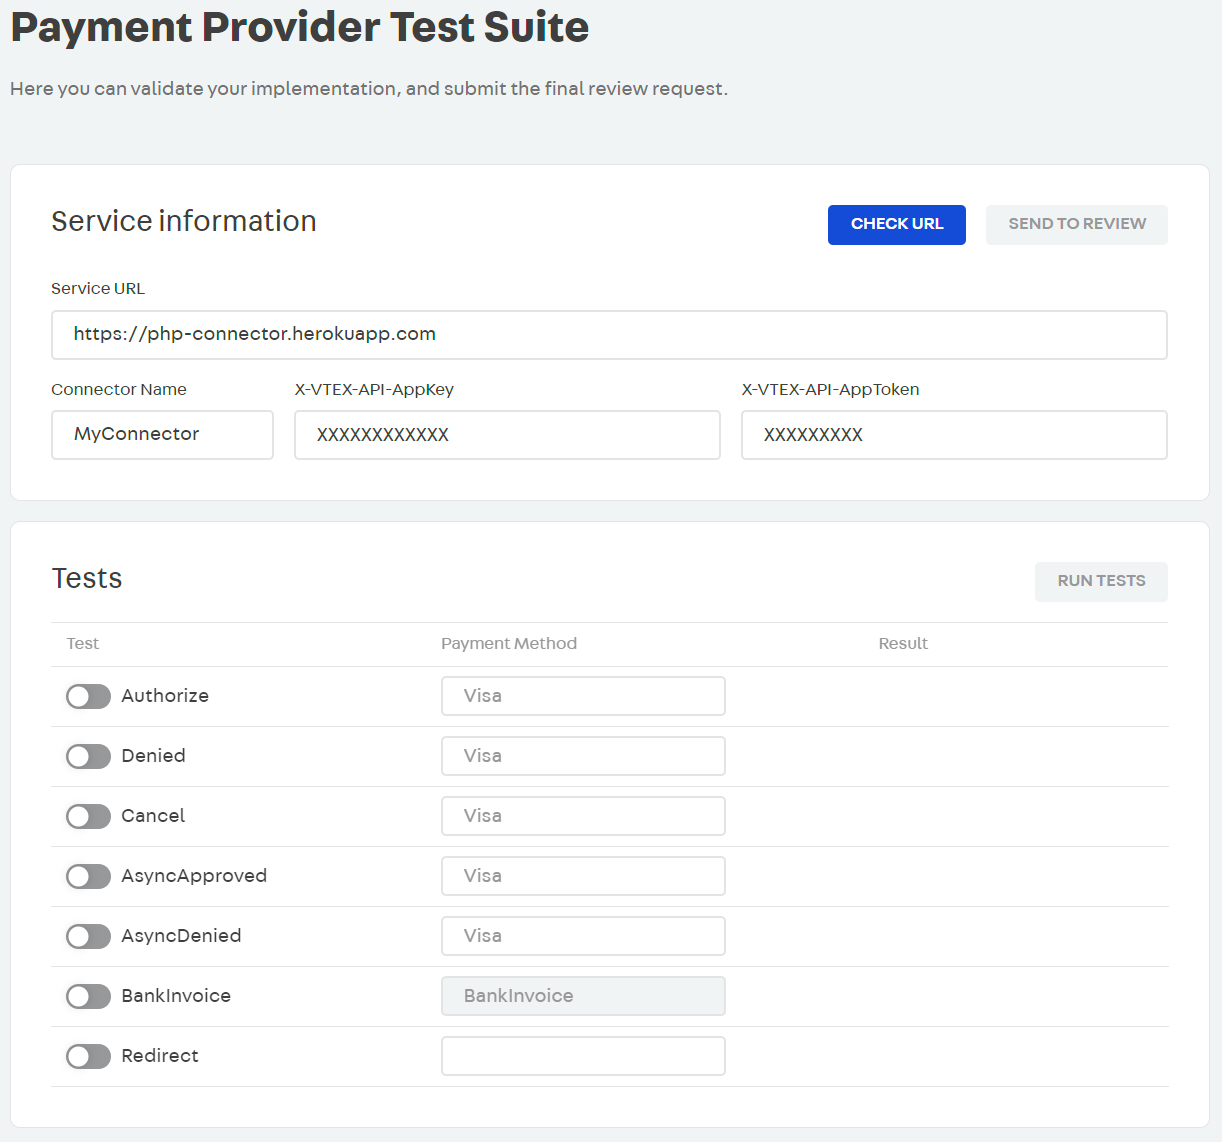 Payment Provider Test Suite
Here you can validate your implementation, and submit the final review request.
Service information
CHECK URL
SEND TO REVIEW
Service URL
https://php-connector.herokuapp.com
Connector Name
X-VTEX-API-AppKey
X-VTEX-API-AppToken
MyConnector
XXXXXXXXXXXX
XXXXXXXXX
Tests
RUN TESTS
Test
Payment Method
Result
Authorize
Visa
Denied
Visa
Cancel
Visa
AsyncApproved
Visa
AsyncDenied
Visa
BankInvoice
BankInvoice
Redirect